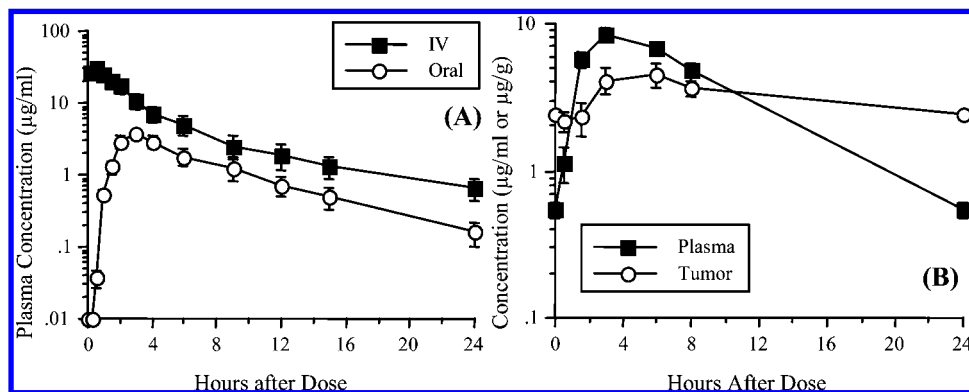 100
10
1
.1
.01
Plasma Concentration (µg/ml)
IV
Oral
(A)
0 4 8 12 16 20 24
Hours after Dose
10
1
.1
Concentration (µg/ml or µg/g)
Plasma
Tumor
(B)
0 4 8 12 16 20 24
Hours After Dose